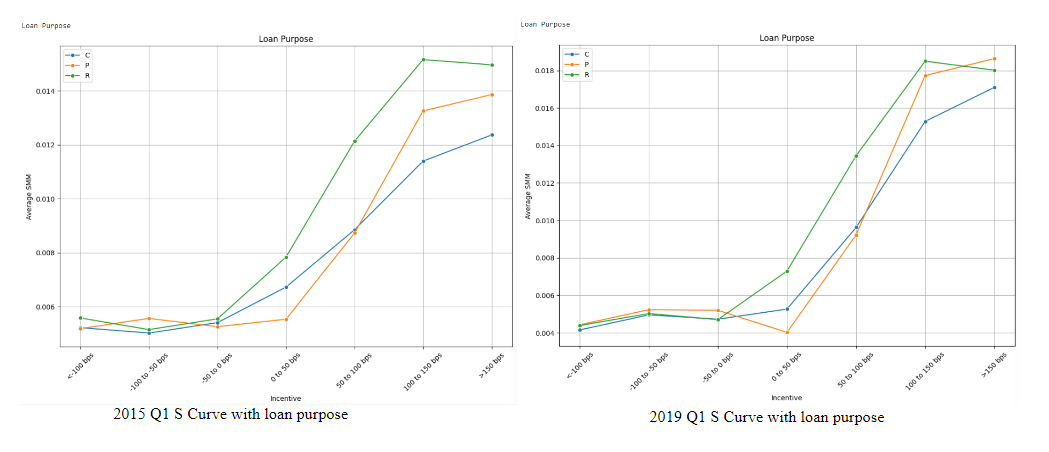 Loan Purpose
Loan Purpose
C
P
R
0.014
0.012
0.010
0.008
0.006
Average SMM
<-100 bps
-100 to -50 bps
-50 to 0 bps
0 to 50 bps
50 to 100 bps
100 to 150 bps
>150 bps
Incentive
2015 Q1 S Curve with loan purpose
Loan Purpose
Loan Purpose
C
P
R
0.018
0.016
0.014
0.012
0.010
0.008
0.006
0.004
Average SMM
<-100 bps
-100 to -50 bps
-50 to 0 bps
0 to 50 bps
50 to 100 bps
100 to 150 bps
>150 bps
Incentive
2019 Q1 S Curve with loan purpose